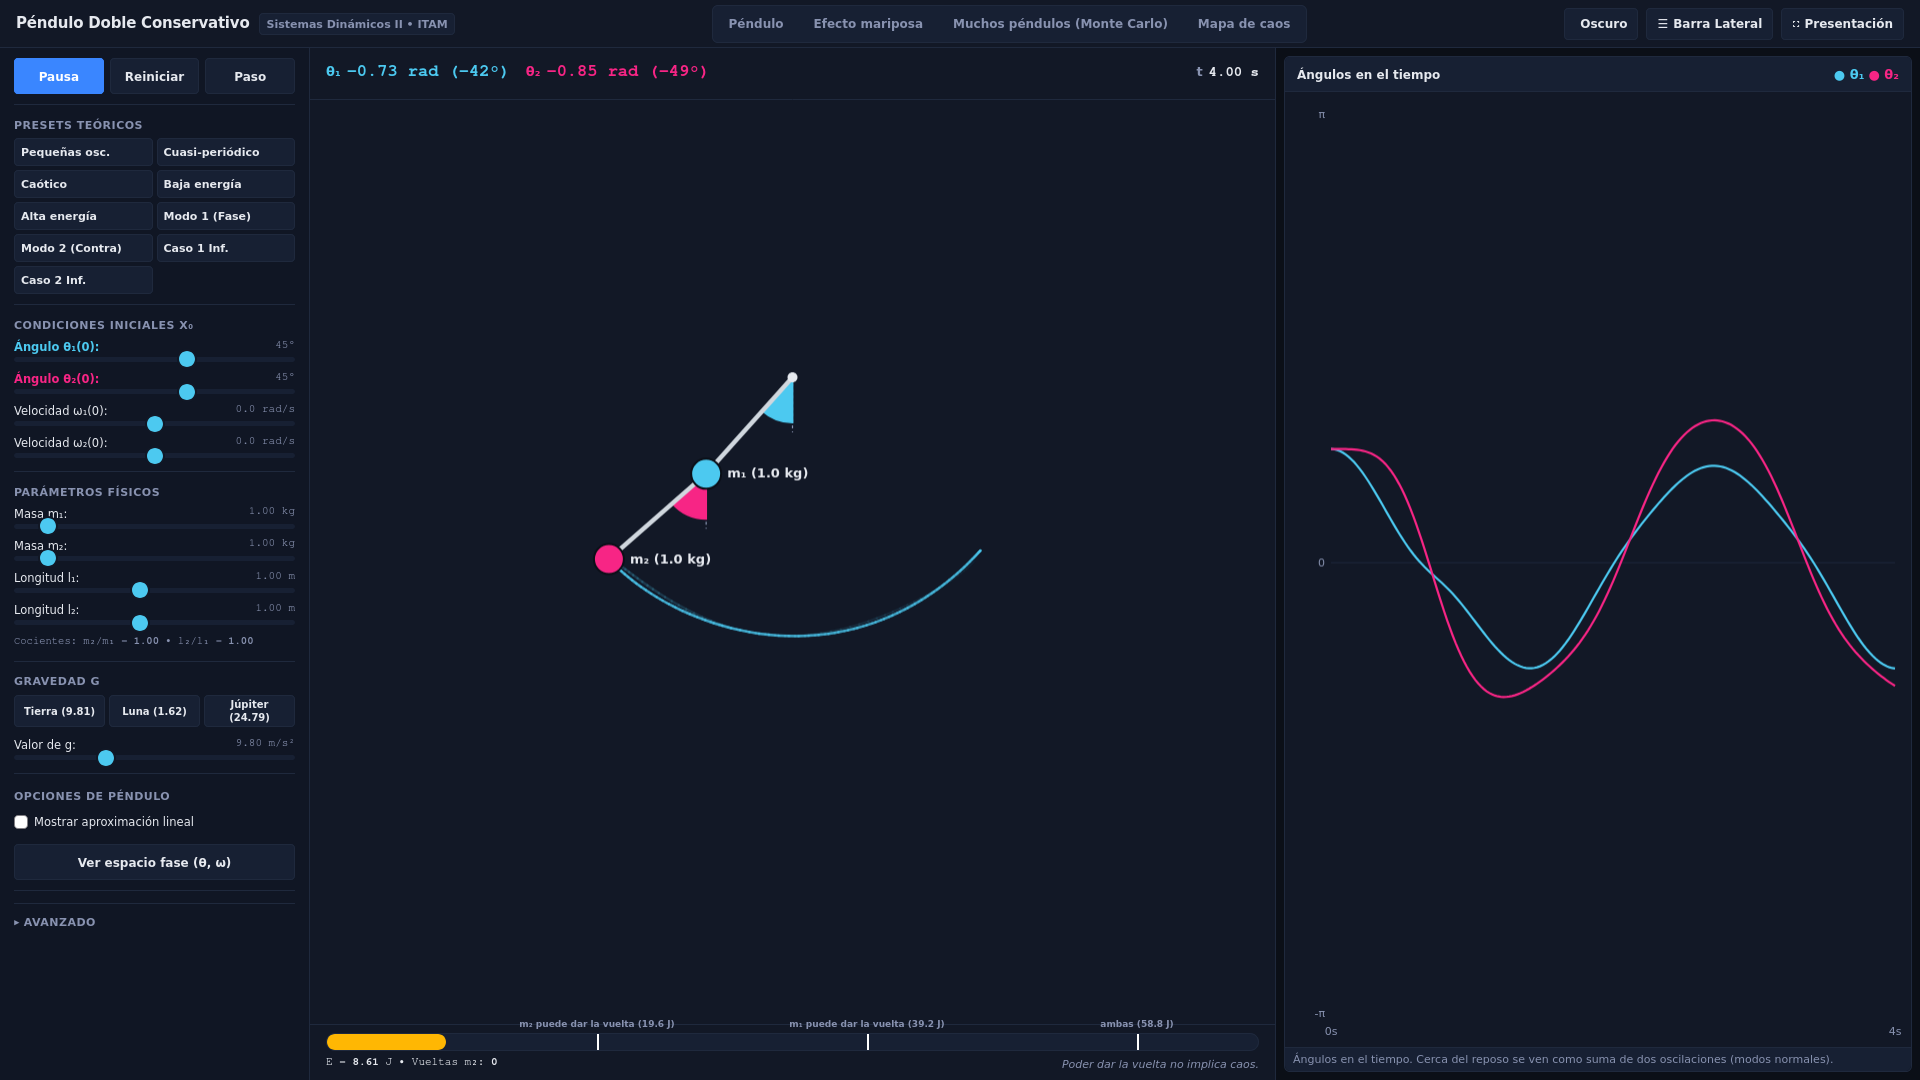 Péndulo Doble Conservativo
Sistemas Dinámicos II • ITAM
Péndulo
Efecto mariposa
Muchos péndulos (Monte Carlo)
Mapa de caos
Oscuro
☰ Barra Lateral
∷ Presentación
Pausa
Reiniciar
Paso
PRESETS TEÓRICOS
Pequeñas osc.
Cuasi-periódico
Caótico
Baja energía
Alta energía
Modo 1 (Fase)
Modo 2 (Contra)
Caso 1 Inf.
Caso 2 Inf.
CONDICIONES INICIALES X₀
Ángulo θ₁(0): 45°
Ángulo θ₂(0): 45°
Velocidad ω₁(0): 0.0 rad/s
Velocidad ω₂(0): 0.0 rad/s
PARÁMETROS FÍSICOS
Masa m₁: 1.00 kg
Masa m₂: 1.00 kg
Longitud l₁: 1.00 m
Longitud l₂: 1.00 m
Cocientes: m₂/m₁ = 1.00 • l₂/l₁ = 1.00
GRAVEDAD G
Tierra (9.81)
Luna (1.62)
Júpiter
(24.79)
Valor de g: 9.80 m/s²
OPCIONES DE PÉNDULO
Mostrar aproximación lineal
Ver espacio fase (θ, ω)
▸ AVANZADO
θ₁ −0.73 rad (−42°) θ₂ −0.85 rad (−49°)
t 4.00 s
m₁ (1.0 kg)
m₂ (1.0 kg)
m₂ puede dar la vuelta (19.6 J)
m₁ puede dar la vuelta (39.2 J)
ambas (58.8 J)
E = 8.61 J • Vueltas m₂: 0
Poder dar la vuelta no implica caos.
Ángulos en el tiempo
● θ₁ ● θ₂
π
0
-π
0s
4s
Ángulos en el tiempo. Cerca del reposo se ven como suma de dos oscilaciones (modos normales).